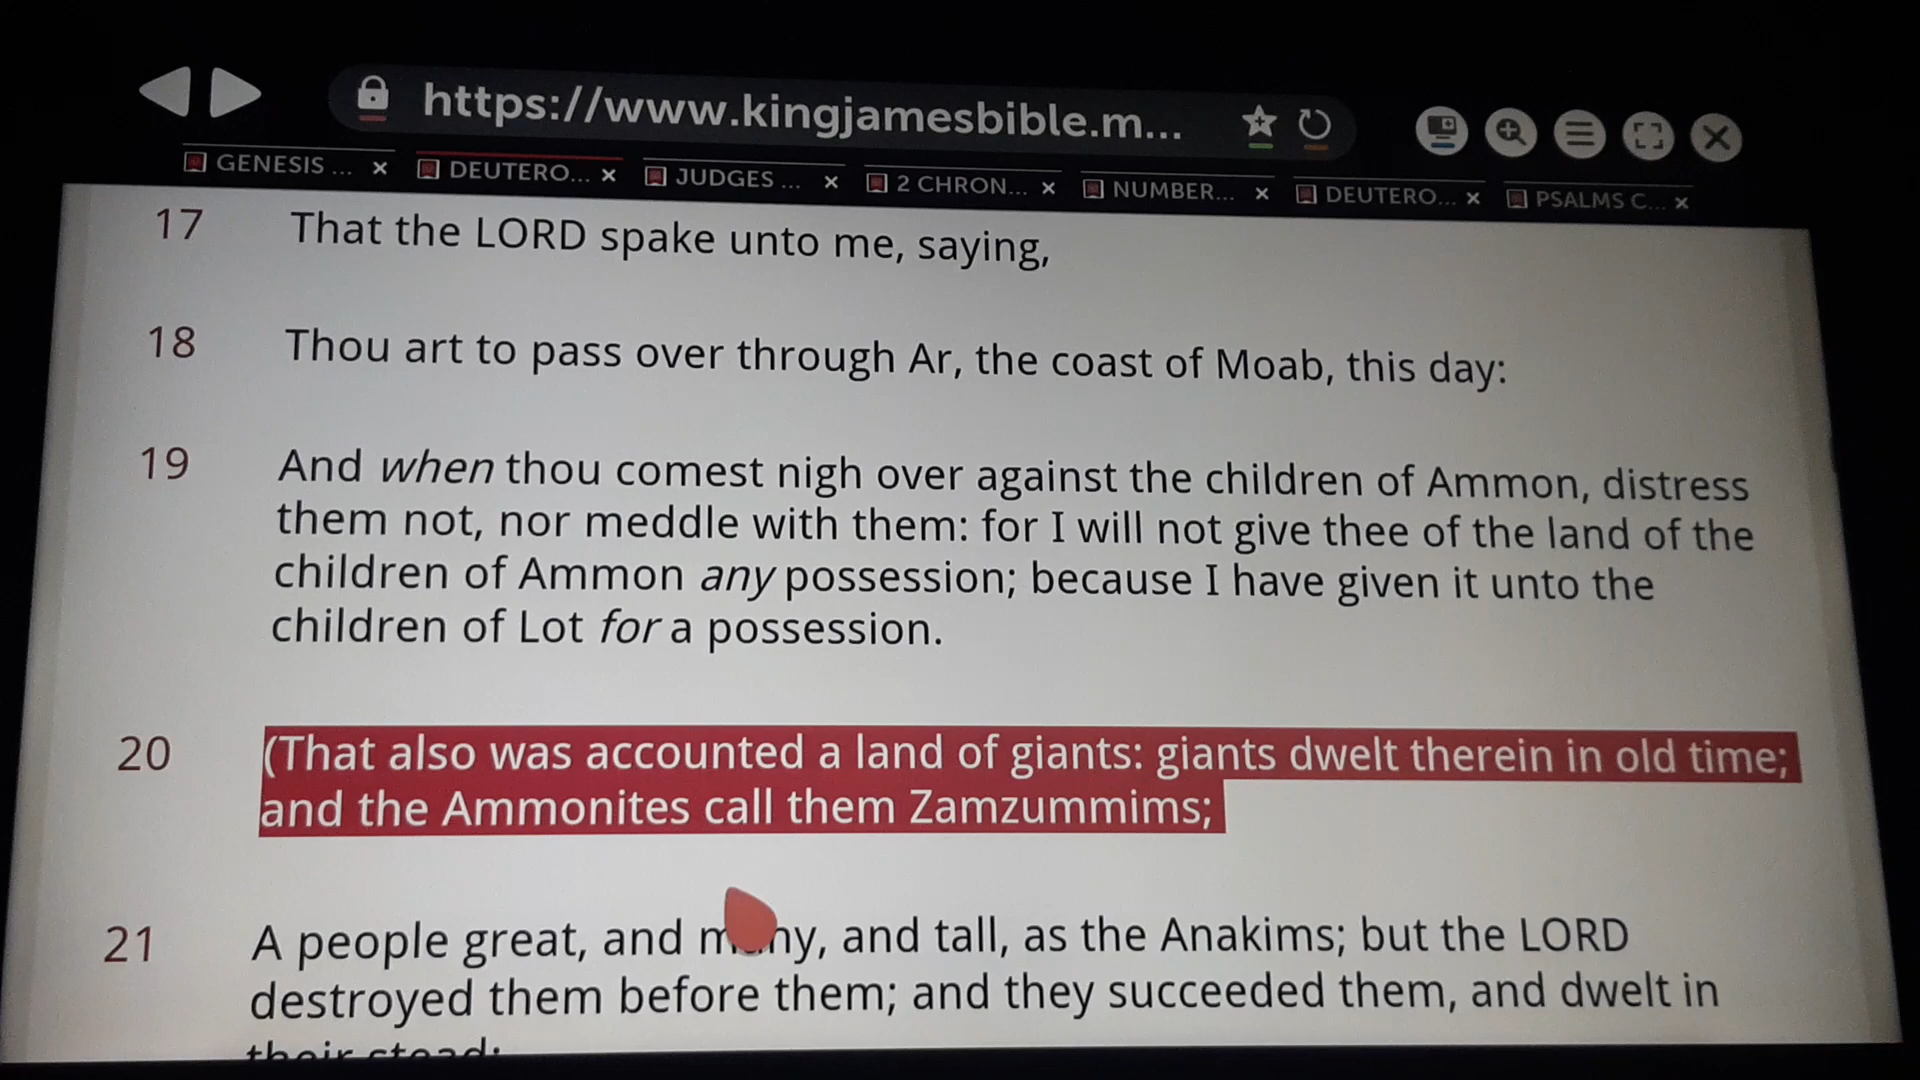 https://www.kingjamesbible.m...
GENESIS ... × DEUTERO... × JUDGES ... × 2 CHRON... × NUMBER... × DEUTERO... × PSALMS C... ×
17 That the LORD spake unto me, saying,
18 Thou art to pass over through Ar, the coast of Moab, this day:
19 And when thou comest nigh over against the children of Ammon, distress
them not, nor meddle with them: for I will not give thee of the land of the
children of Ammon any possession; because I have given it unto the
children of Lot for a possession.
20 (That also was accounted a land of giants: giants dwelt therein in old time;
and the Ammonites call them Zamzummims;
21 A people great, and many, and tall, as the Anakims; but the LORD
destroyed them before them; and they succeeded them, and dwelt in
their stead: